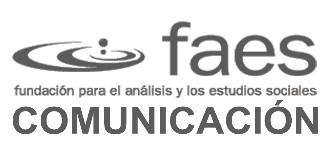 faes
fundación para el análisis y los estudios sociales
COMUNICACIÓN